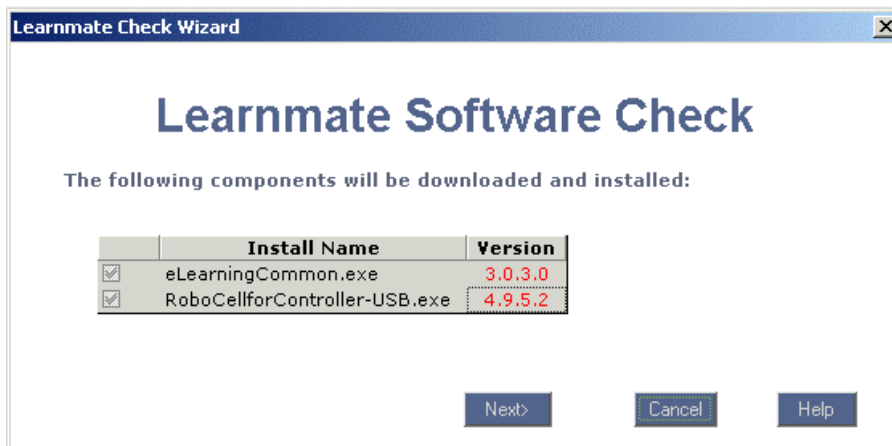 Learnmate Check Wizard
Learnmate Software Check
The following components will be downloaded and installed:
Install Name Version
eLearningCommon.exe 3.0.3.0
RoboCellforController-USB.exe 4.9.5.2
Next> Cancel Help